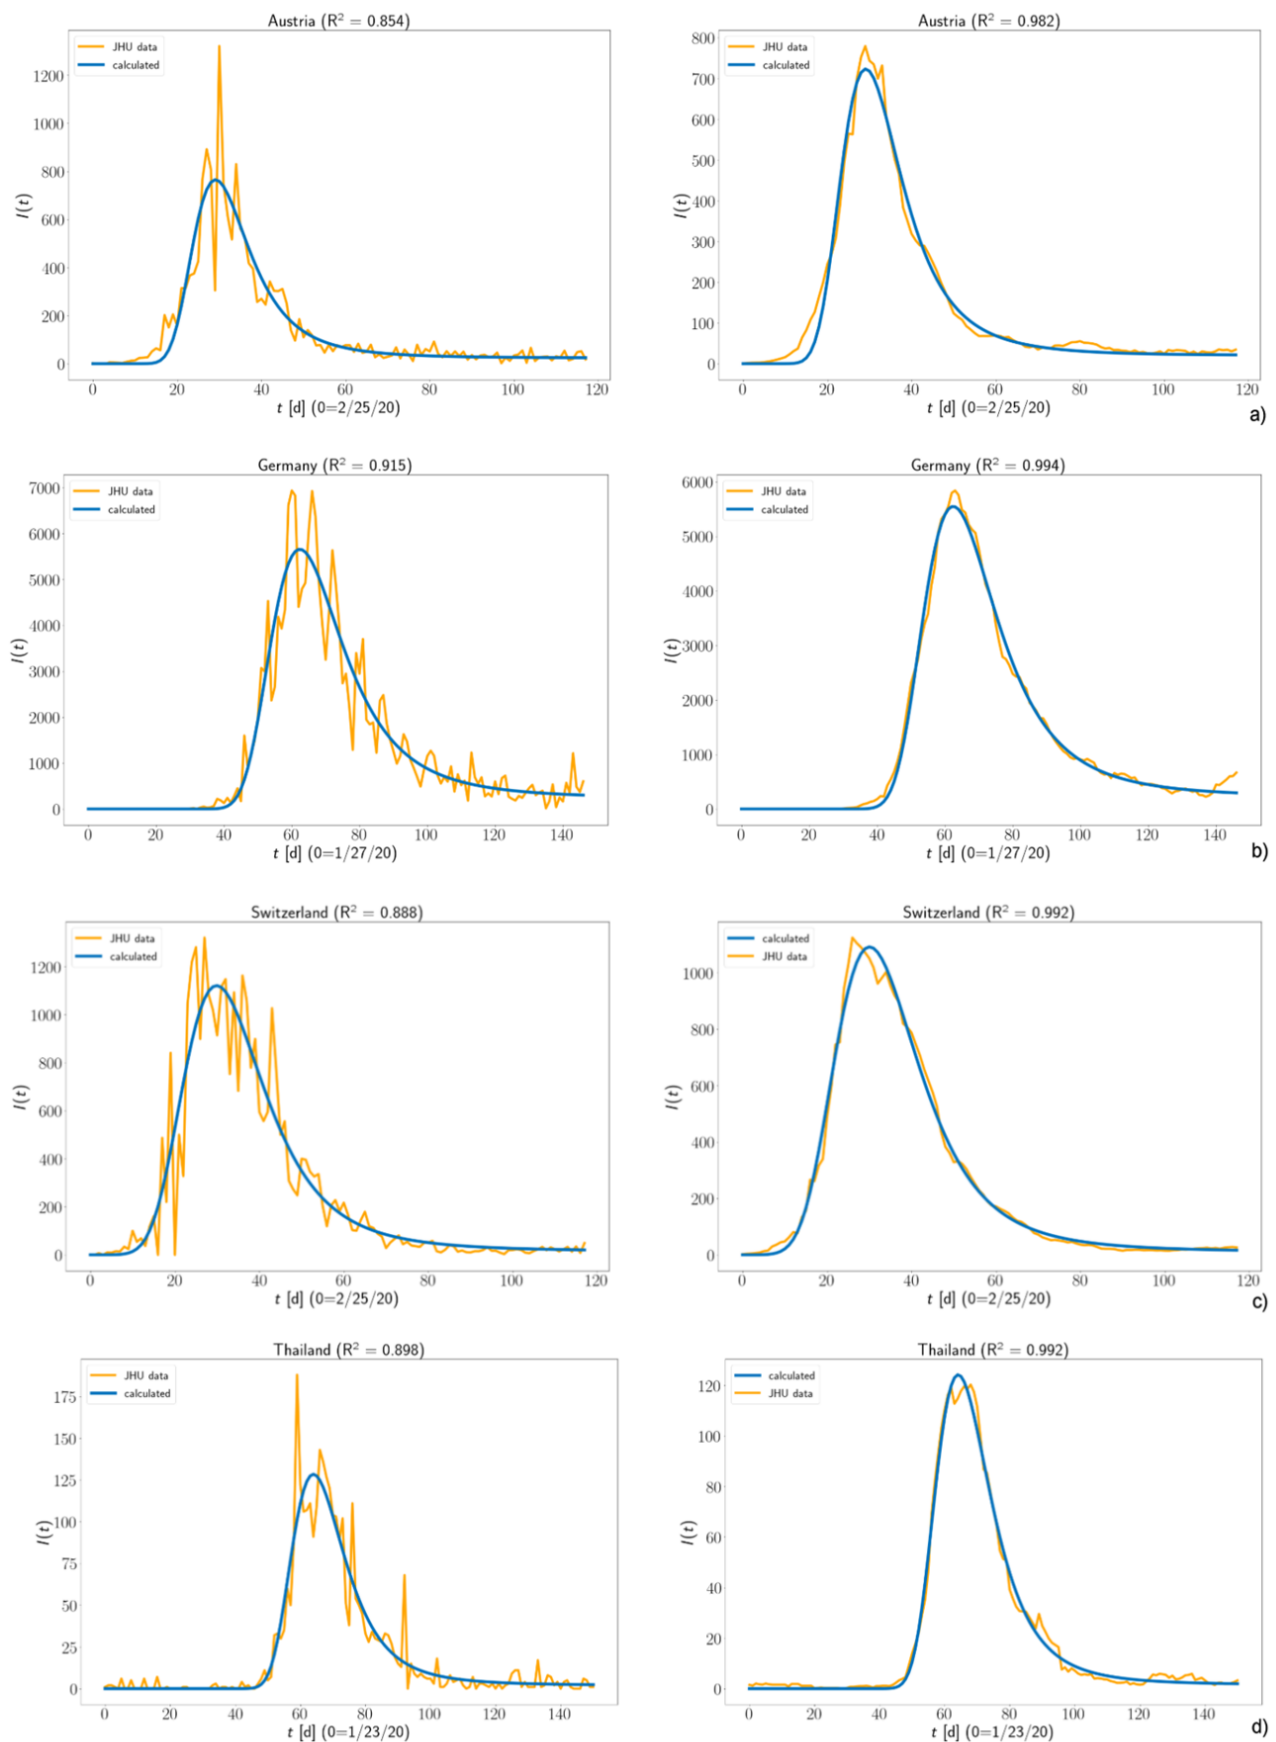 Austria (R² = 0.854)
JHU data
calculated
1200
1000
800
600
400
200
0
I(t)
0 20 40 60 80 100 120
t [d] (0=2/25/20)
Austria (R² = 0.982)
JHU data
calculated
800
700
600
500
400
300
200
100
0
I(t)
0 20 40 60 80 100 120
t [d] (0=2/25/20)
a)
Germany (R² = 0.915)
JHU data
calculated
7000
6000
5000
4000
3000
2000
1000
0
I(t)
0 20 40 60 80 100 120 140
t [d] (0=1/27/20)
Germany (R² = 0.994)
JHU data
calculated
6000
5000
4000
3000
2000
1000
0
I(t)
0 20 40 60 80 100 120 140
t [d] (0=1/27/20)
b)
Switzerland (R² = 0.888)
JHU data
calculated
1200
1000
800
600
400
200
0
I(t)
0 20 40 60 80 100 120
t [d] (0=2/25/20)
Switzerland (R² = 0.992)
calculated
JHU data
1000
800
600
400
200
0
I(t)
0 20 40 60 80 100 120
t [d] (0=2/25/20)
c)
Thailand (R² = 0.898)
JHU data
calculated
175
150
125
100
75
50
25
0
I(t)
0 20 40 60 80 100 120 140
t [d] (0=1/23/20)
Thailand (R² = 0.992)
calculated
JHU data
120
100
80
60
40
20
0
I(t)
0 20 40 60 80 100 120 140
t [d] (0=1/23/20)
d)